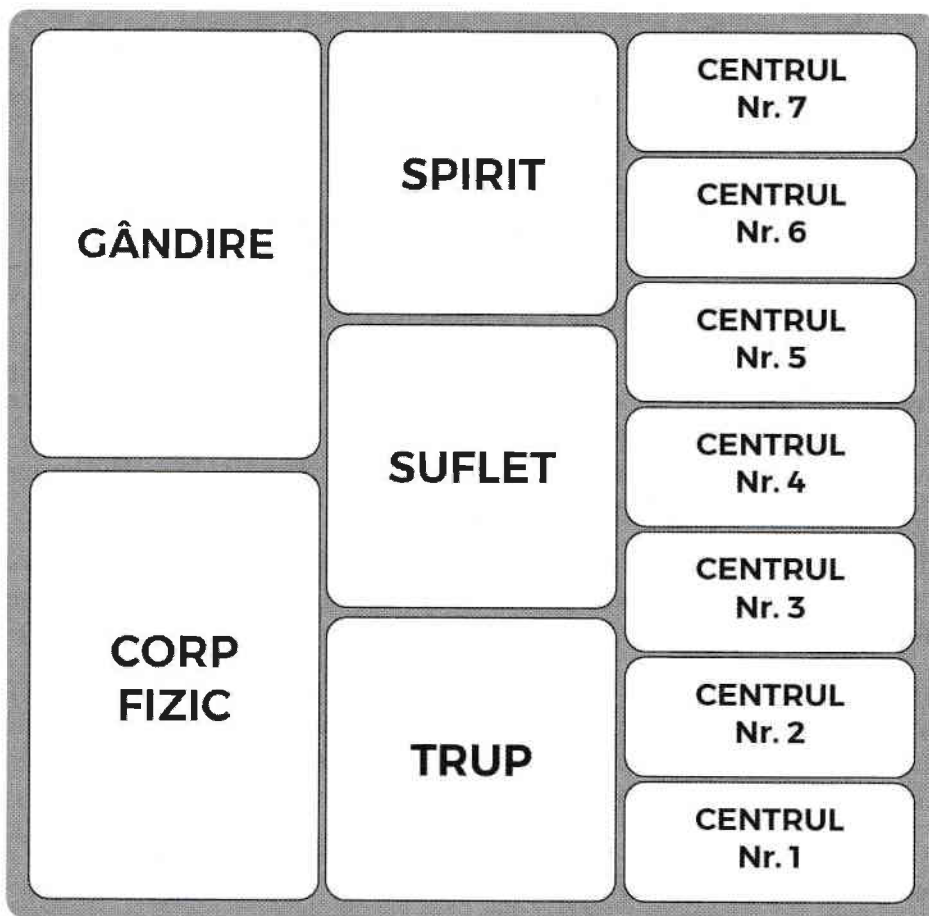 GÂNDIRE
CORP
FIZIC
SPIRIT
SUFLET
TRUP
CENTRUL
Nr. 7
CENTRUL
Nr. 6
CENTRUL
Nr. 5
CENTRUL
Nr. 4
CENTRUL
Nr. 3
CENTRUL
Nr. 2
CENTRUL
Nr. 1